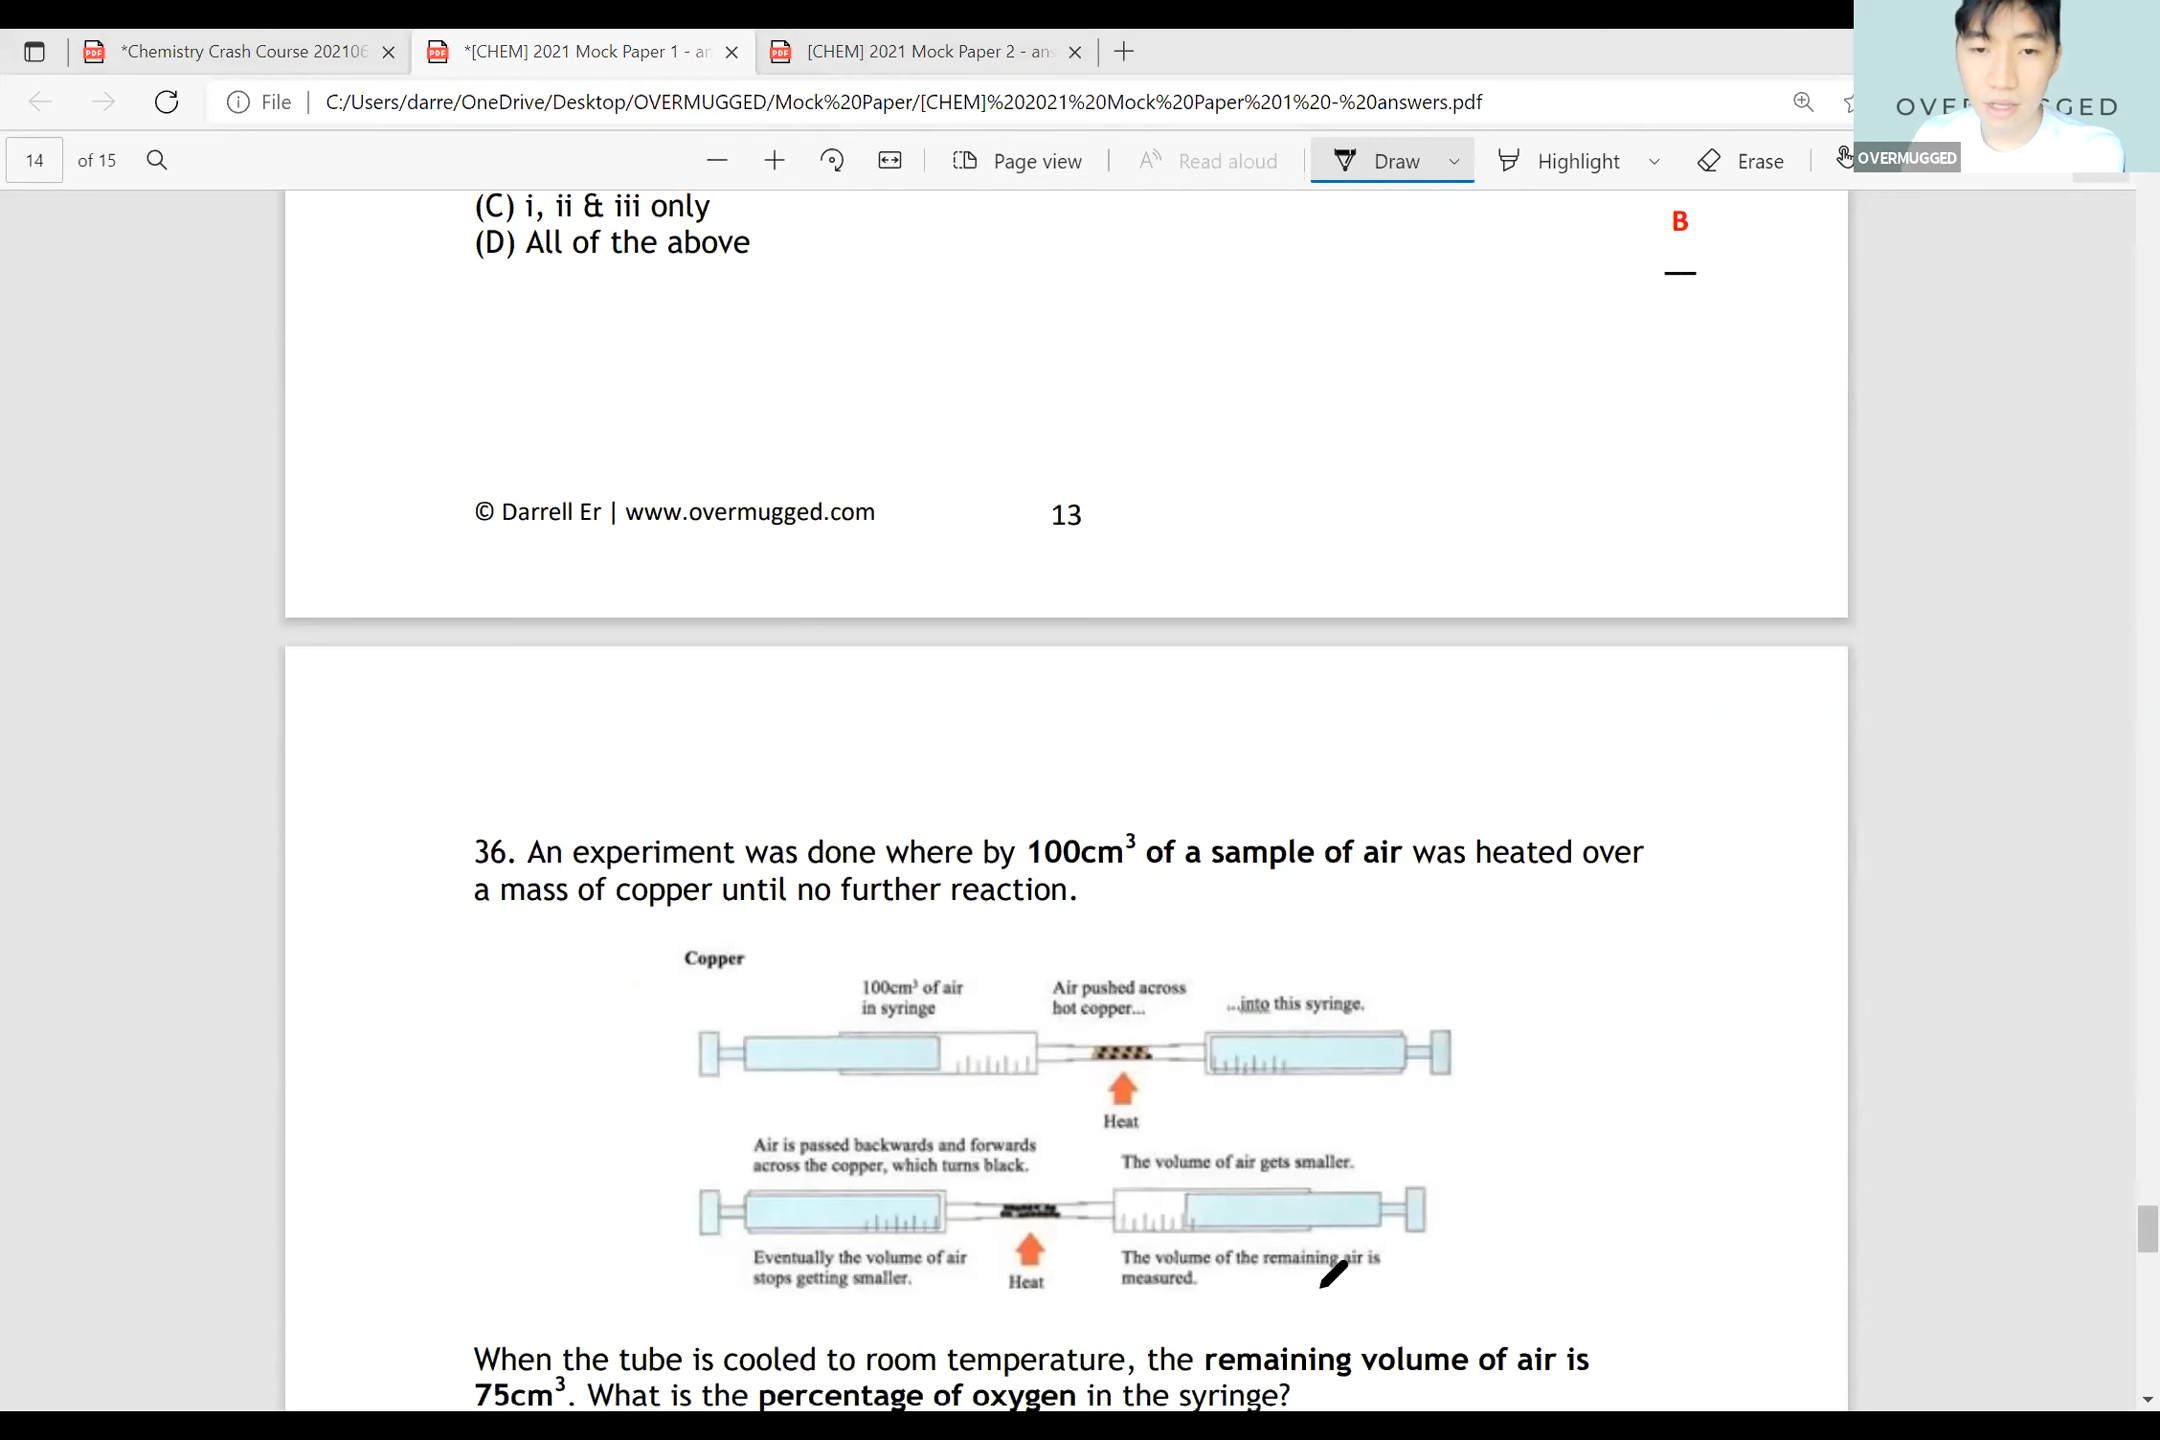 *Chemistry Crash Course 202106
*[CHEM] 2021 Mock Paper 1 - an
[CHEM] 2021 Mock Paper 2 - ans
File
C:/Users/darre/OneDrive/Desktop/OVERMUGGED/Mock%20Paper/[CHEM]%202021%20Mock%20Paper%201%20-%20answers.pdf
OVE GGED
OVERMUGGED
14 of 15
Page view
Read aloud
Draw
Highlight
Erase
(C) i, ii & iii only
(D) All of the above
B
© Darrell Er | www.overmugged.com
13
36. An experiment was done where by 100cm³ of a sample of air was heated over
a mass of copper until no further reaction.
Copper
100cm³ of air
in syringe
Air pushed across
hot copper...
...into this syringe.
Heat
Air is passed backwards and forwards
across the copper, which turns black.
The volume of air gets smaller.
Eventually the volume of air
stops getting smaller.
Heat
The volume of the remaining air is
measured.
When the tube is cooled to room temperature, the remaining volume of air is
75cm³. What is the percentage of oxygen in the syringe?